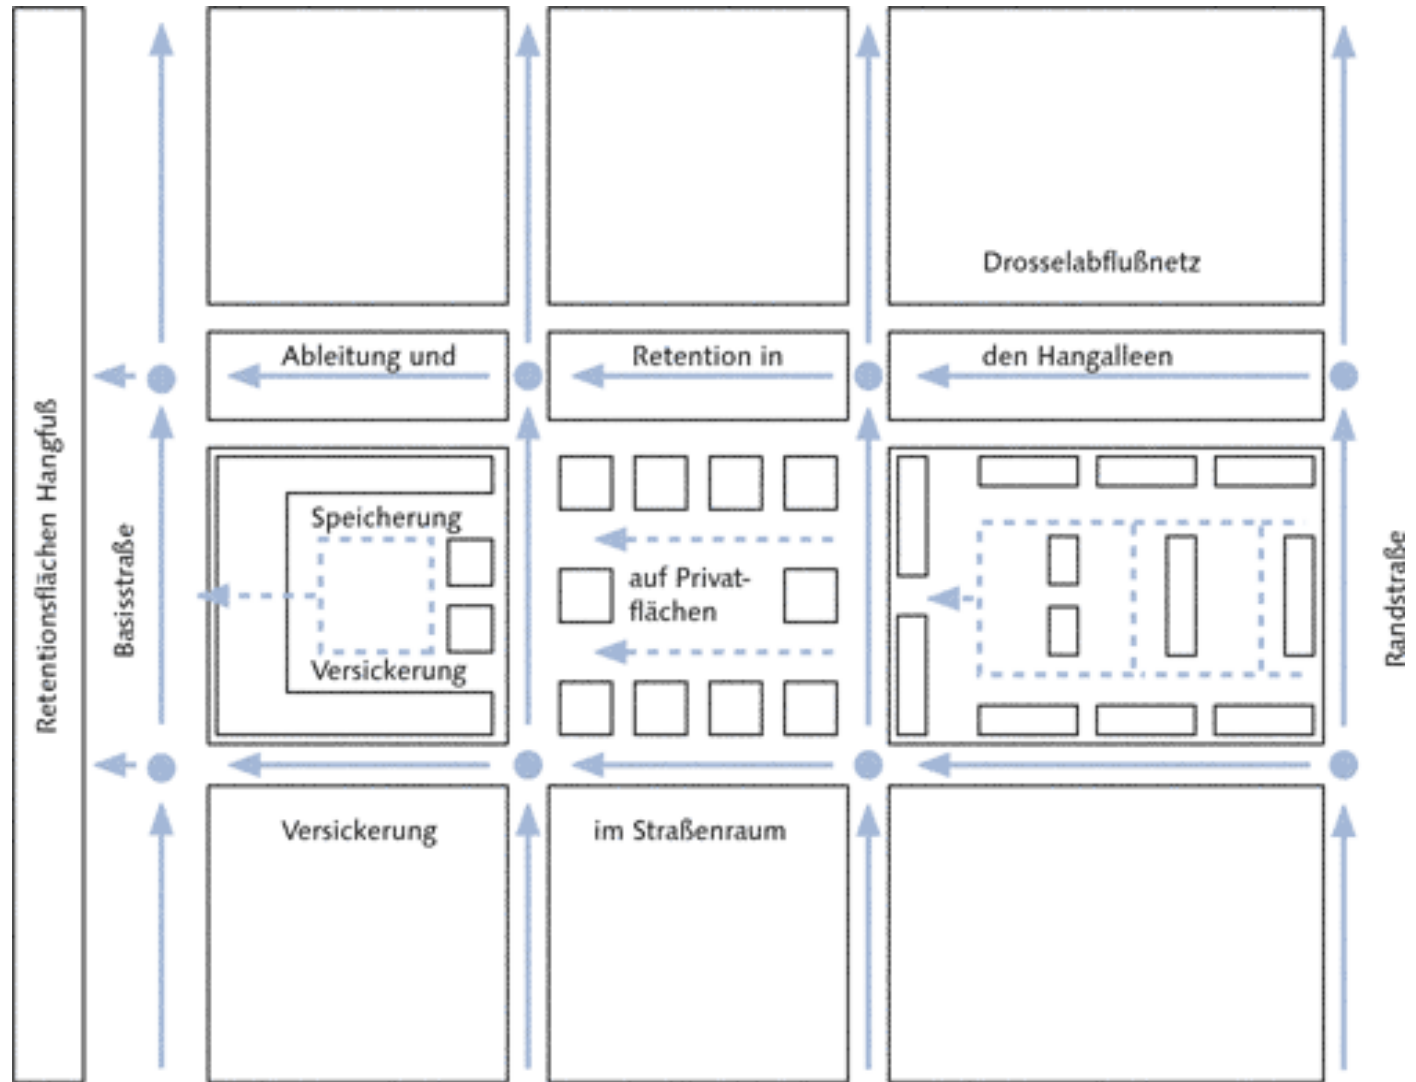 Drosselabflußnetz
Ableitung und
Retention in
den Hangalleen
Retentionsflächen Hangfuß
Basisstraße
Speicherung
Versickerung
auf Privat-
flächen
Randstraße
Versickerung
im Straßenraum